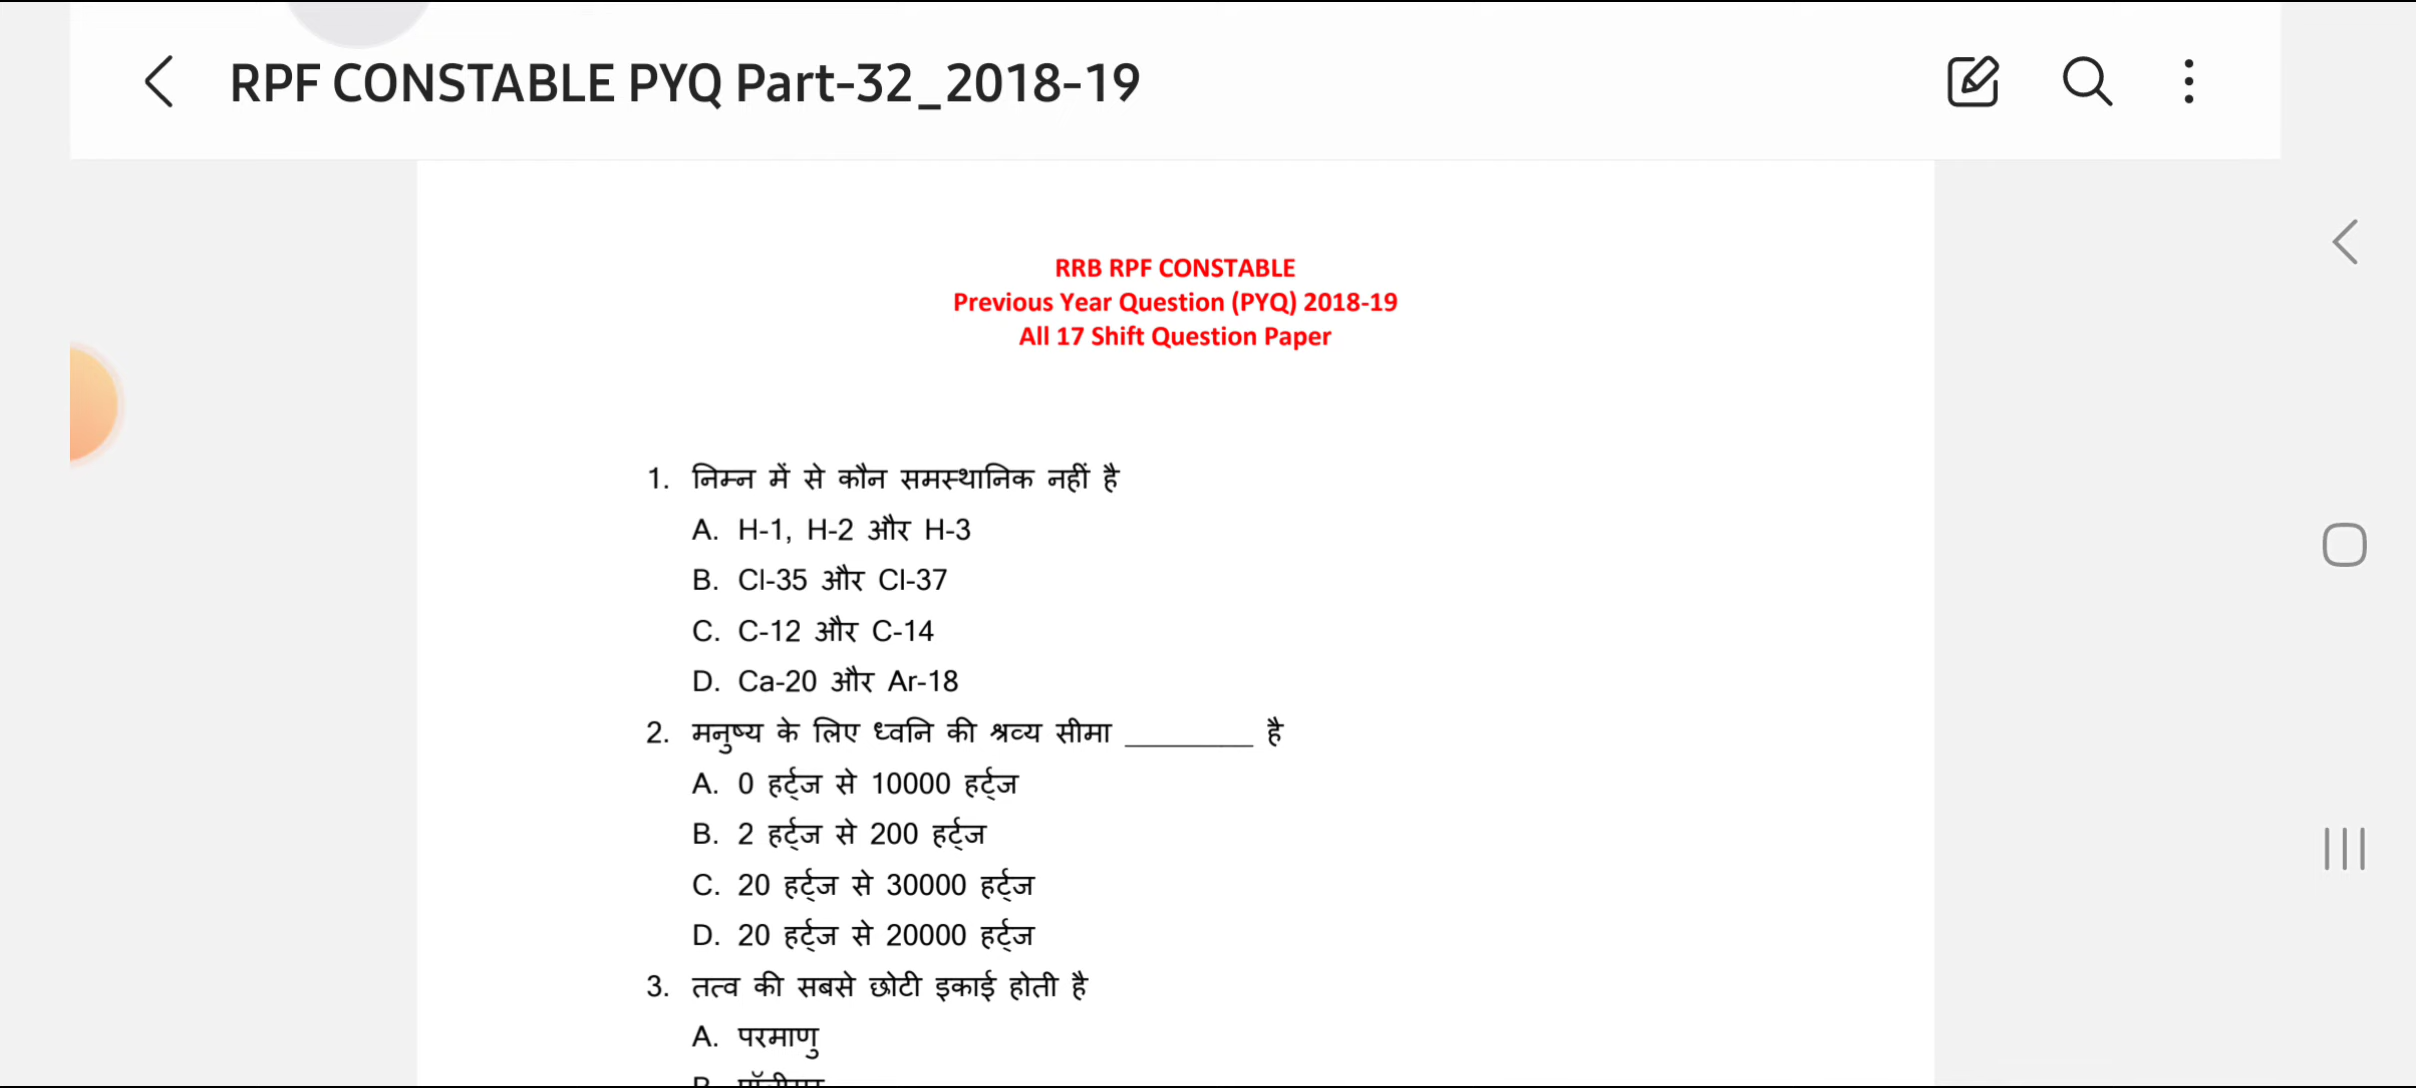 RPF CONSTABLE PYQ Part-32_2018-19
RRB RPF CONSTABLE
Previous Year Question (PYQ) 2018-19
All 17 Shift Question Paper
1. निम्न में से कौन समस्थानिक नहीं है
A. H-1, H-2 और H-3
B. Cl-35 और Cl-37
C. C-12 और C-14
D. Ca-20 और Ar-18
2. मनुष्य के लिए ध्वनि की श्रव्य सीमा ________ है
A. 0 हर्ट्ज से 10000 हर्ट्ज
B. 2 हर्ट्ज से 200 हर्ट्ज
C. 20 हर्ट्ज से 30000 हर्ट्ज
D. 20 हर्ट्ज से 20000 हर्ट्ज
3. तत्व की सबसे छोटी इकाई होती है
A. परमाणु